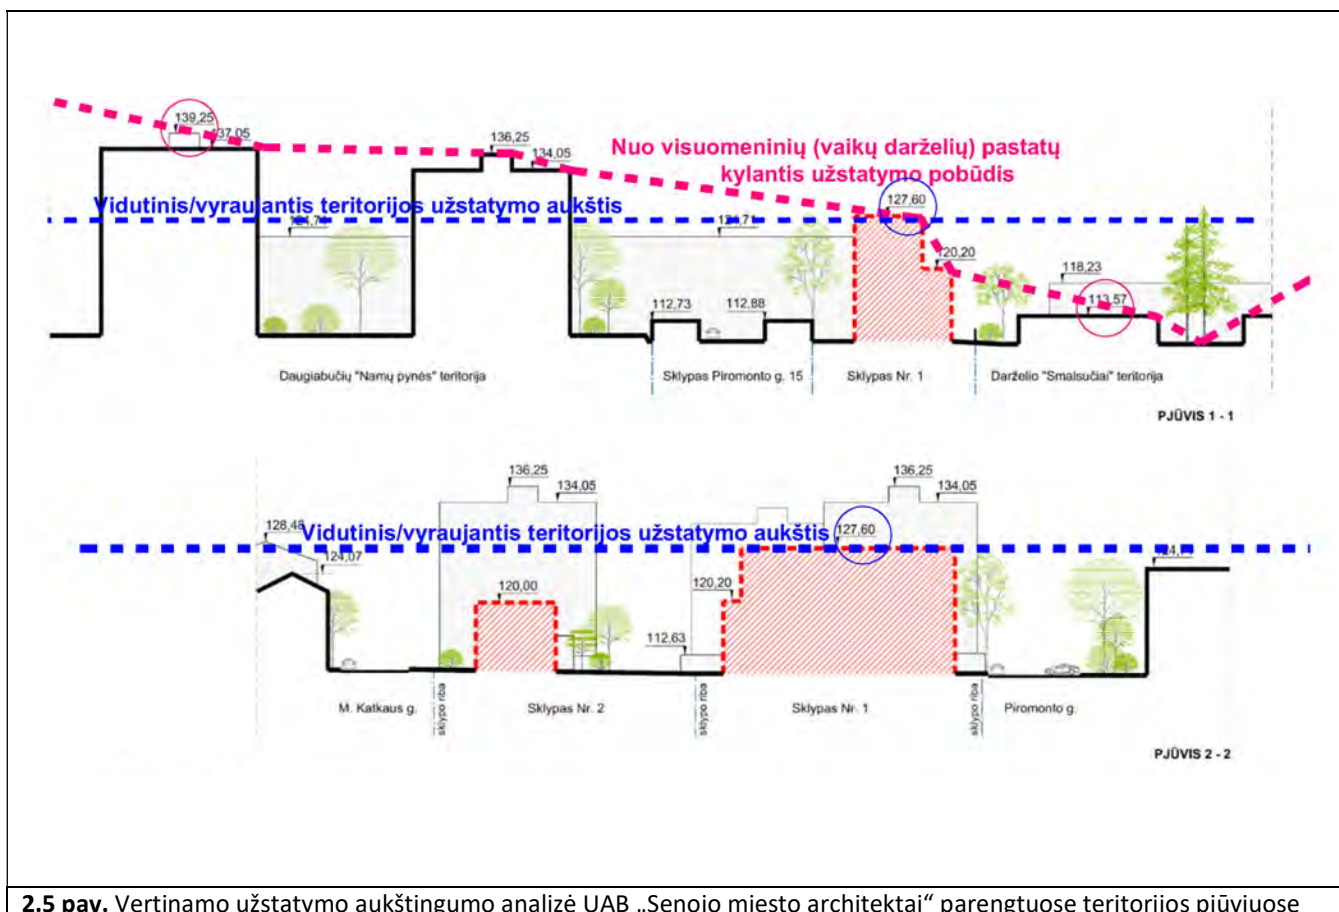 139,25
137,05
136,25
134,05
Nuo visuomeninių (vaikų darželių) pastatų
kylantis užstatymo pobūdis
127,60
Vidutinis/vyraujantis teritorijos užstatymo aukštis
120,20
118,23
113,57
112,73
112,88
Daugiabučių "Namų pynės" teritorija
Sklypas Piromonto g. 15
Sklypas Nr. 1
Darželio "Smalsučiai" teritorija
PJŪVIS 1 - 1
136,25
134,05
136,25
134,05
128,48
Vidutinis/vyraujantis teritorijos užstatymo aukštis
127,60
124,07
120,00
120,20
112,63
M. Katkaus g.
sklypo riba
Sklypas Nr. 2
sklypo riba
Sklypas Nr. 1
sklypo riba
Piromonto g.
PJŪVIS 2 - 2
2.5 pav. Vertinamo užstatymo aukštingumo analizė UAB „Senojo miesto architektai“ parengtuose teritorijos pjūviuose